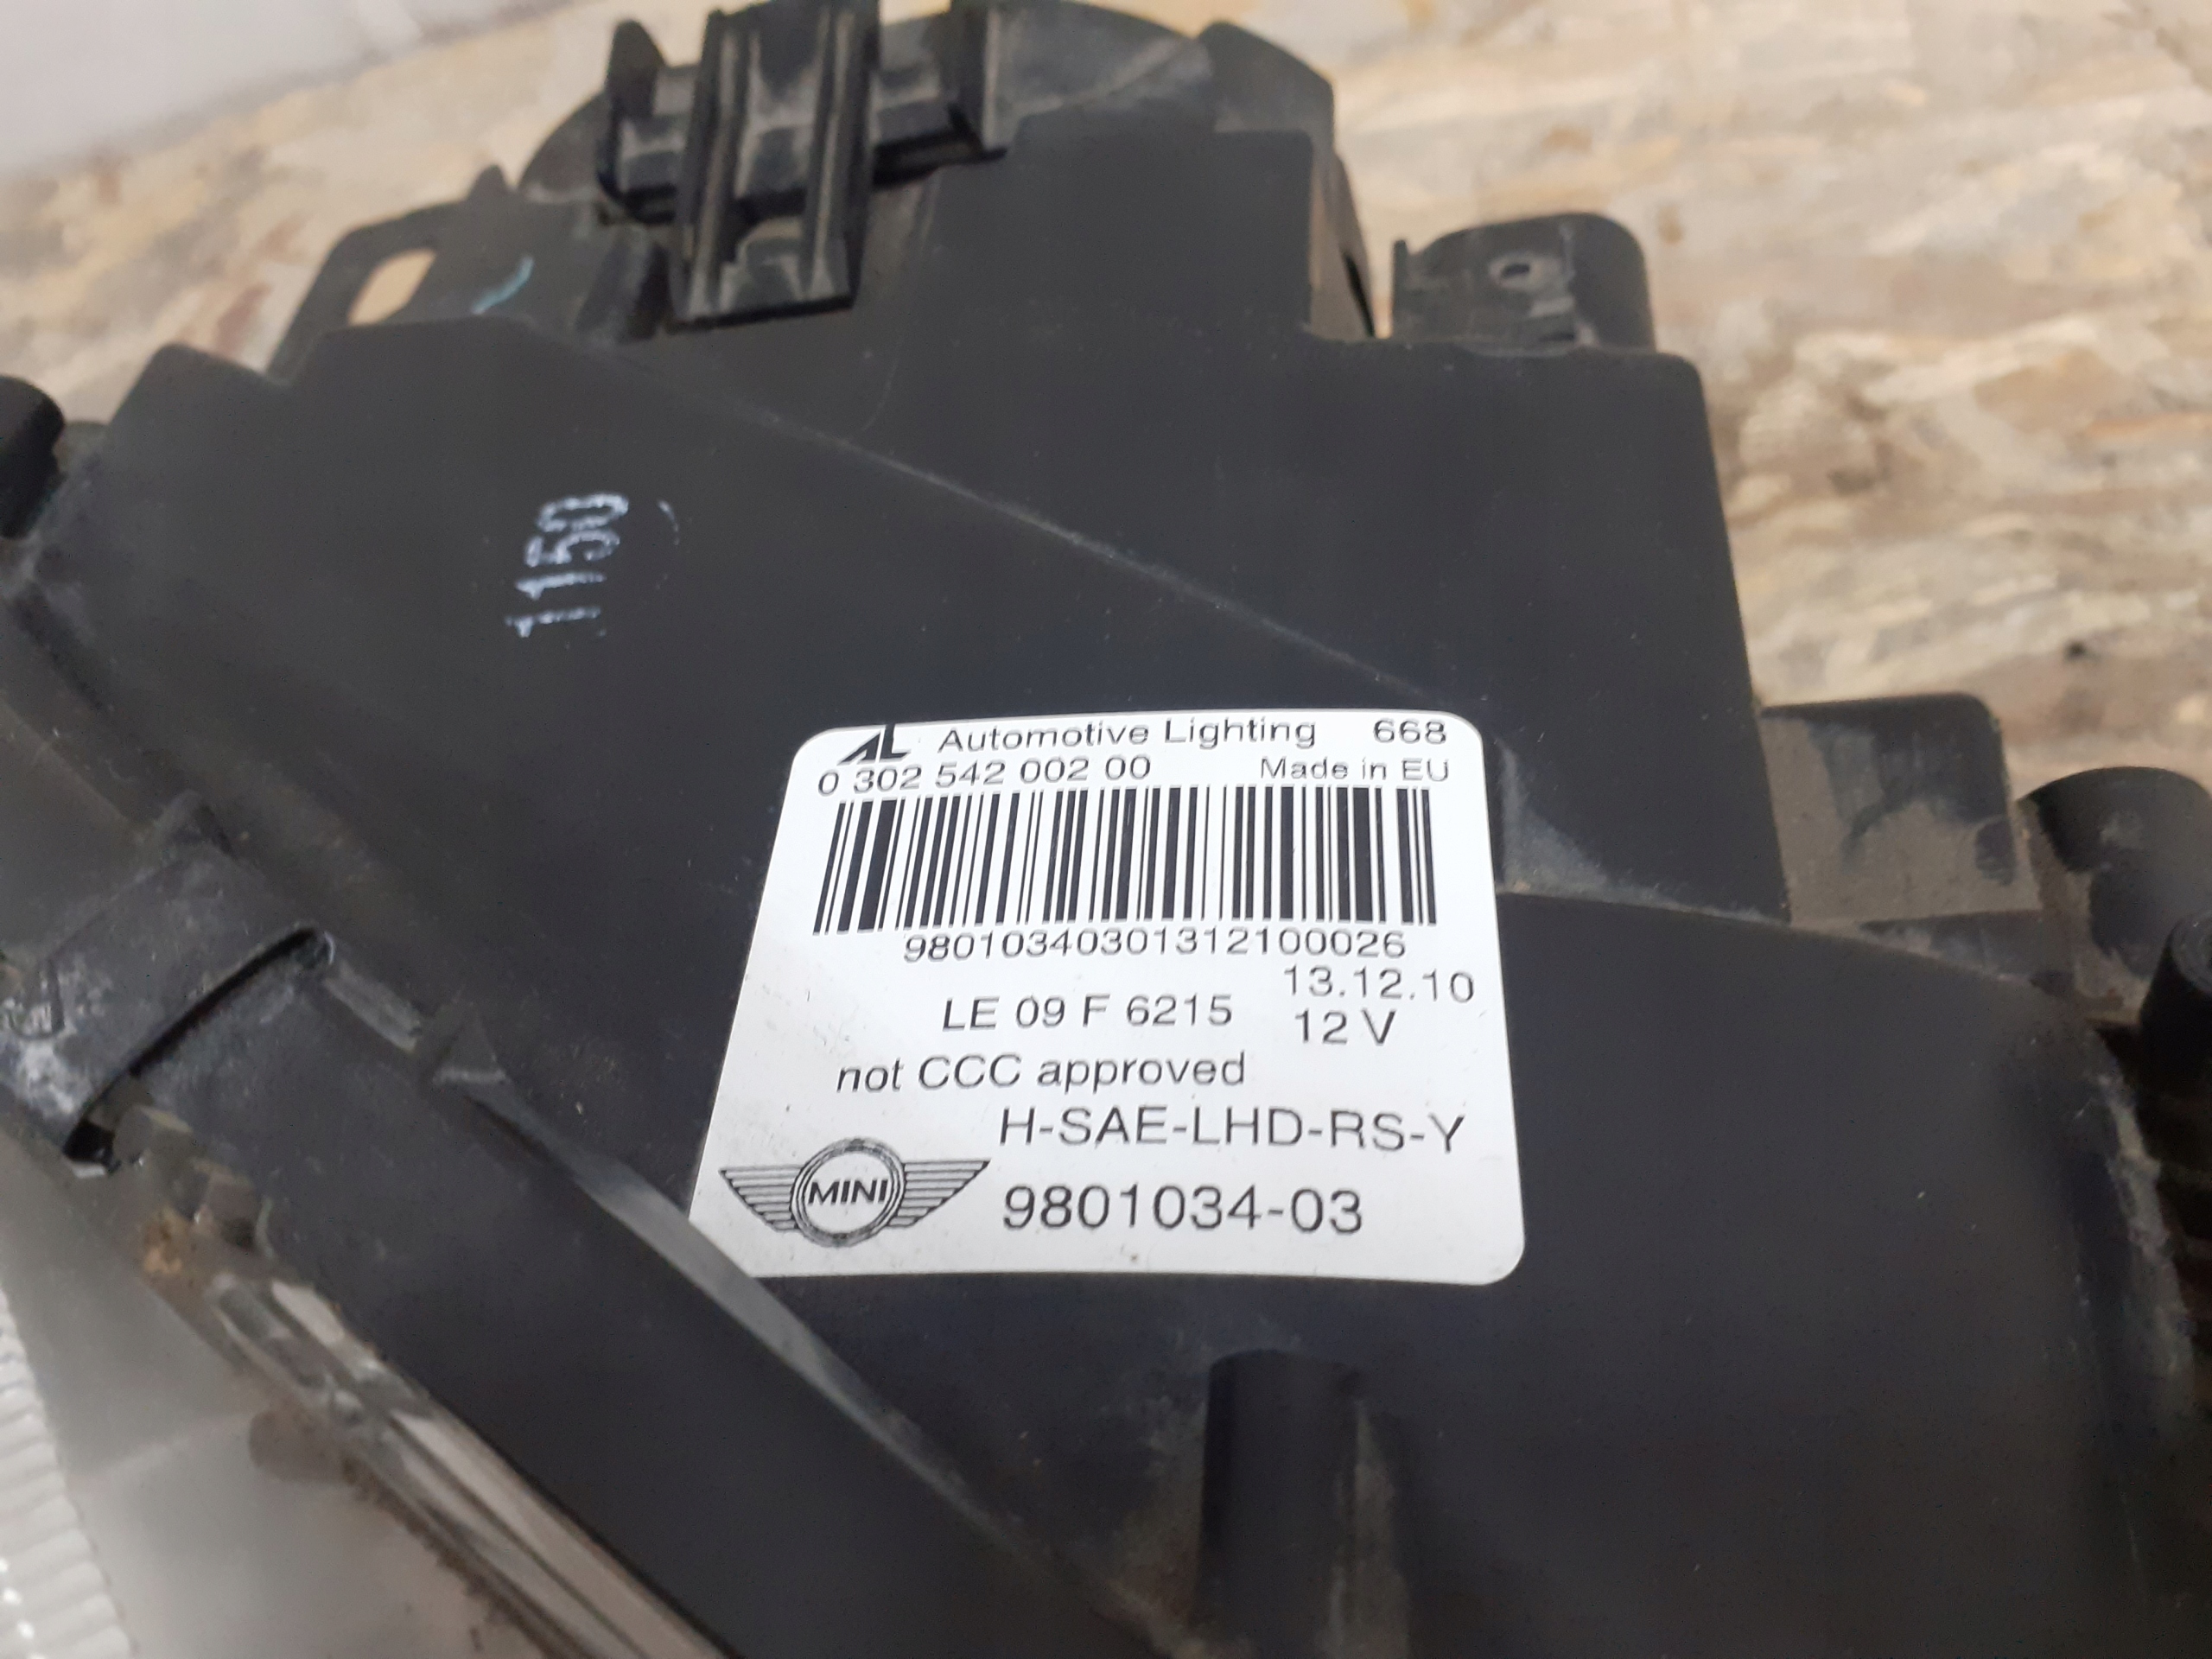 1150
AL Automotive Lighting 668
0 302 542 002 00 Made in EU
98010340301312100026
13.12.10
LE 09 F 6215
12 V
not CCC approved
H-SAE-LHD-RS-Y
MINI
9801034-03